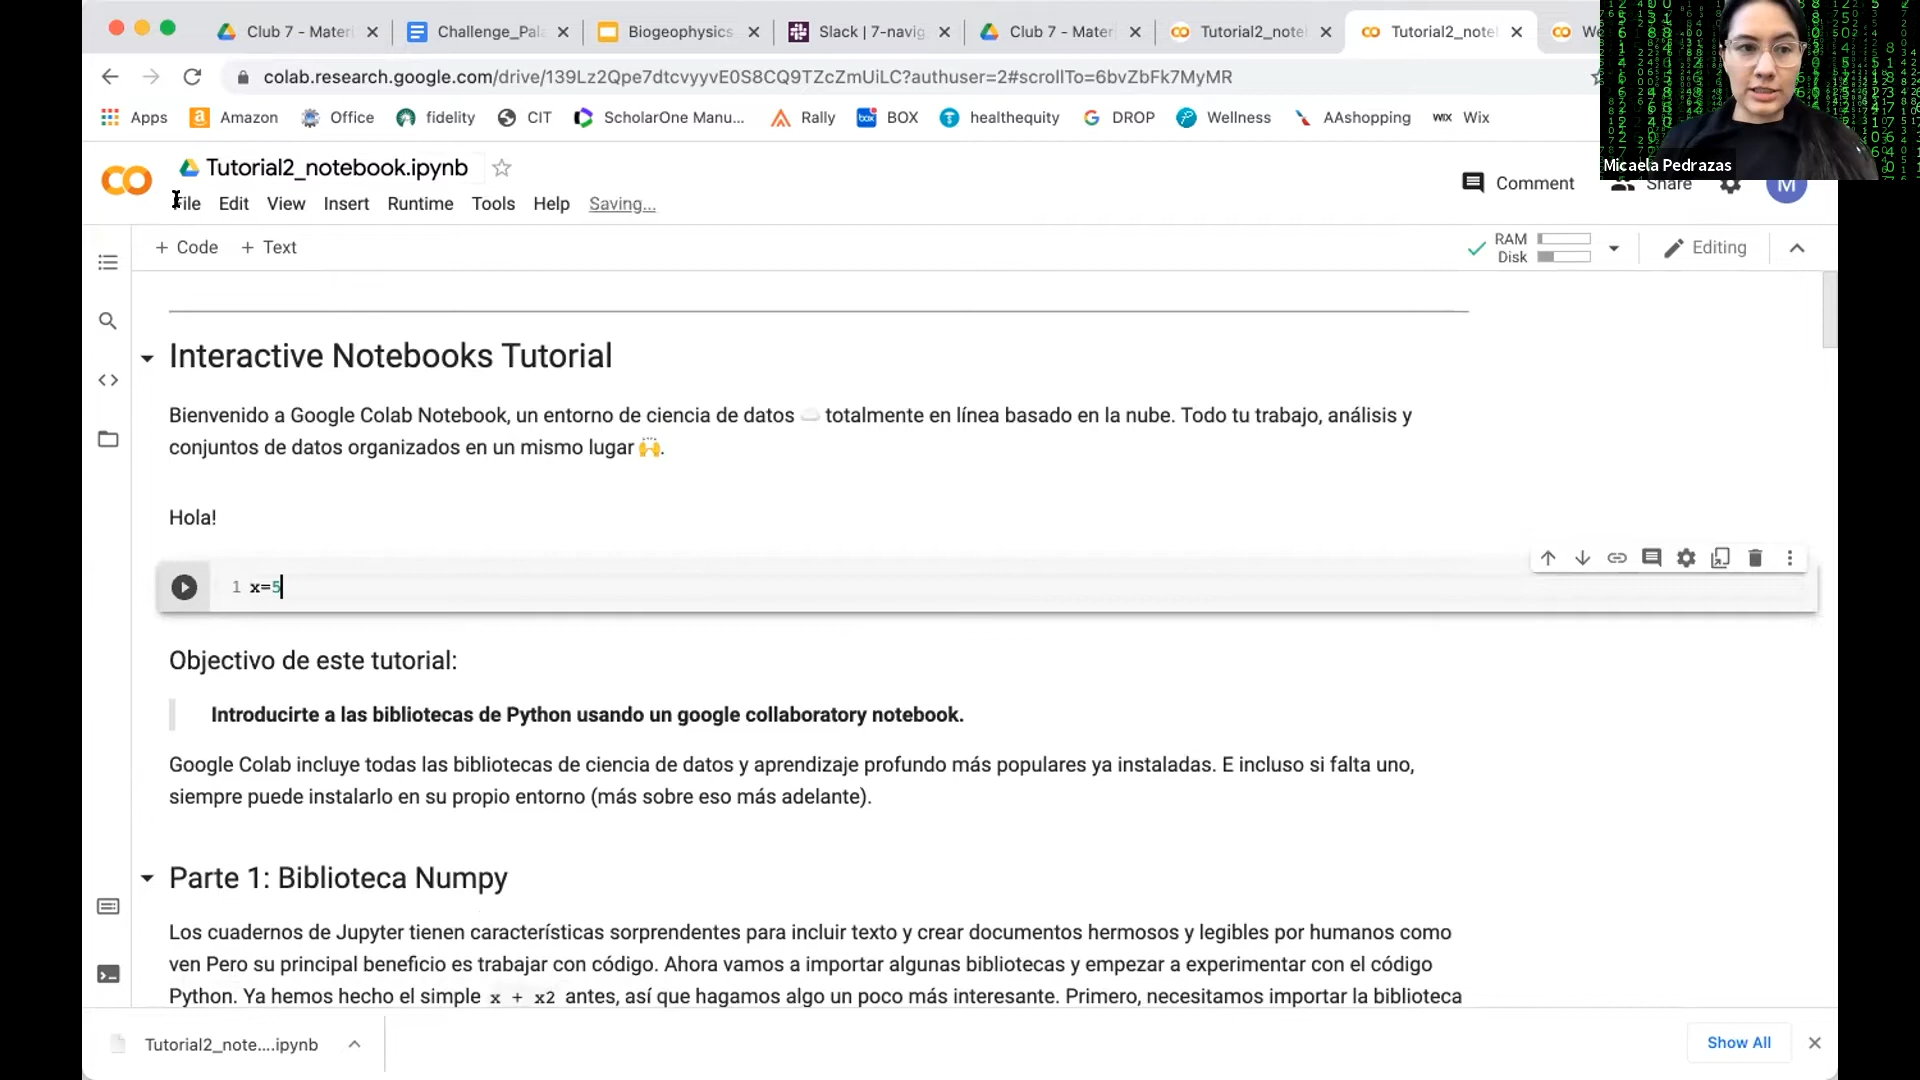 Club 7 - Materi
Challenge_Pala
Biogeophysics
Slack | 7-navig
Club 7 - Materi
Tutorial2_note
Tutorial2_note
colab.research.google.com/drive/139Lz2Qpe7dtcvyyvE0S8CQ9TZcZmUiLC?authuser=2#scrollTo=6bvZbFk7MyMR
Apps Amazon Office fidelity CIT ScholarOne Manu... Rally BOX healthequity DROP Wellness AAshopping WIX Wix
Micaela Pedrazas
CO Tutorial2_notebook.ipynb
File Edit View Insert Runtime Tools Help Saving...
Comment Share M
+ Code + Text
RAM
Disk
Editing
Interactive Notebooks Tutorial
Bienvenido a Google Colab Notebook, un entorno de ciencia de datos totalmente en línea basado en la nube. Todo tu trabajo, análisis y
conjuntos de datos organizados en un mismo lugar 🙌.
Hola!
1 x=5
Objectivo de este tutorial:
Introducirte a las bibliotecas de Python usando un google collaboratory notebook.
Google Colab incluye todas las bibliotecas de ciencia de datos y aprendizaje profundo más populares ya instaladas. E incluso si falta uno,
siempre puede instalarlo en su propio entorno (más sobre eso más adelante).
Parte 1: Biblioteca Numpy
Los cuadernos de Jupyter tienen características sorprendentes para incluir texto y crear documentos hermosos y legibles por humanos como
ven Pero su principal beneficio es trabajar con código. Ahora vamos a importar algunas bibliotecas y empezar a experimentar con el código
Python. Ya hemos hecho el simple x + x2 antes, así que hagamos algo un poco más interesante. Primero, necesitamos importar la biblioteca
Tutorial2_note....ipynb
Show All